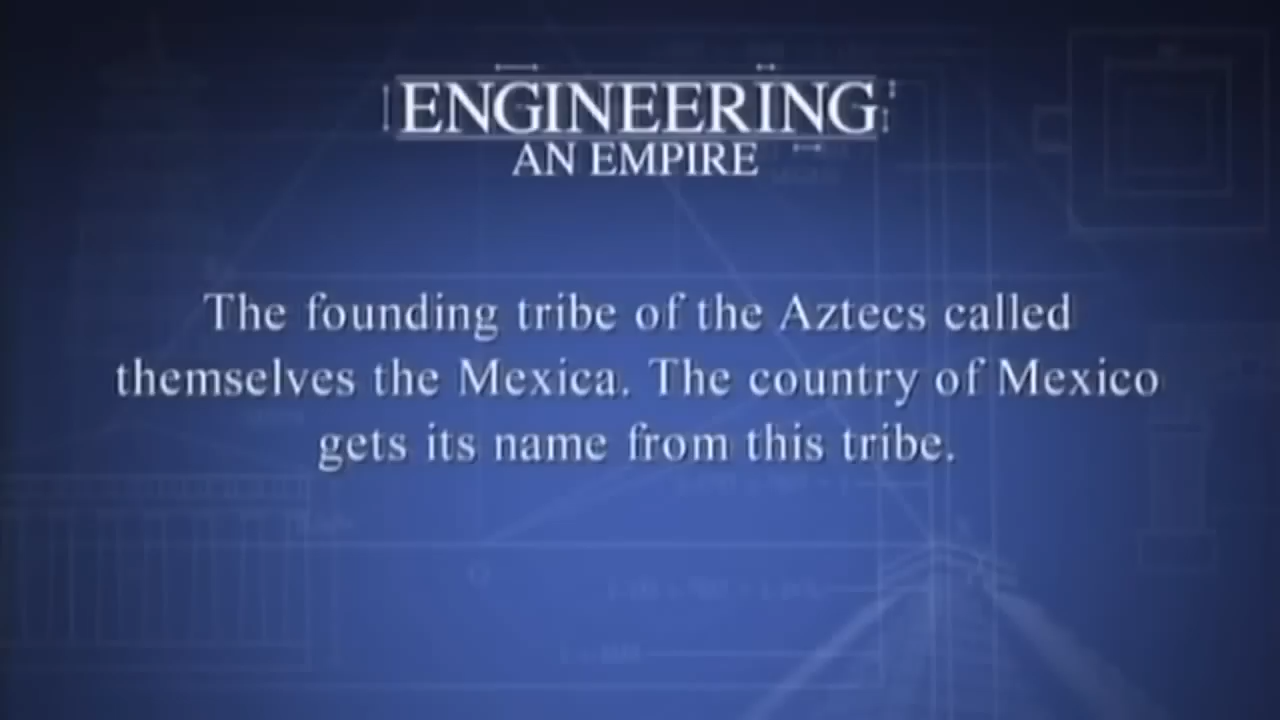 ENGINEERING
AN EMPIRE
The founding tribe of the Aztecs called
themselves the Mexica. The country of Mexico
gets its name from this tribe.